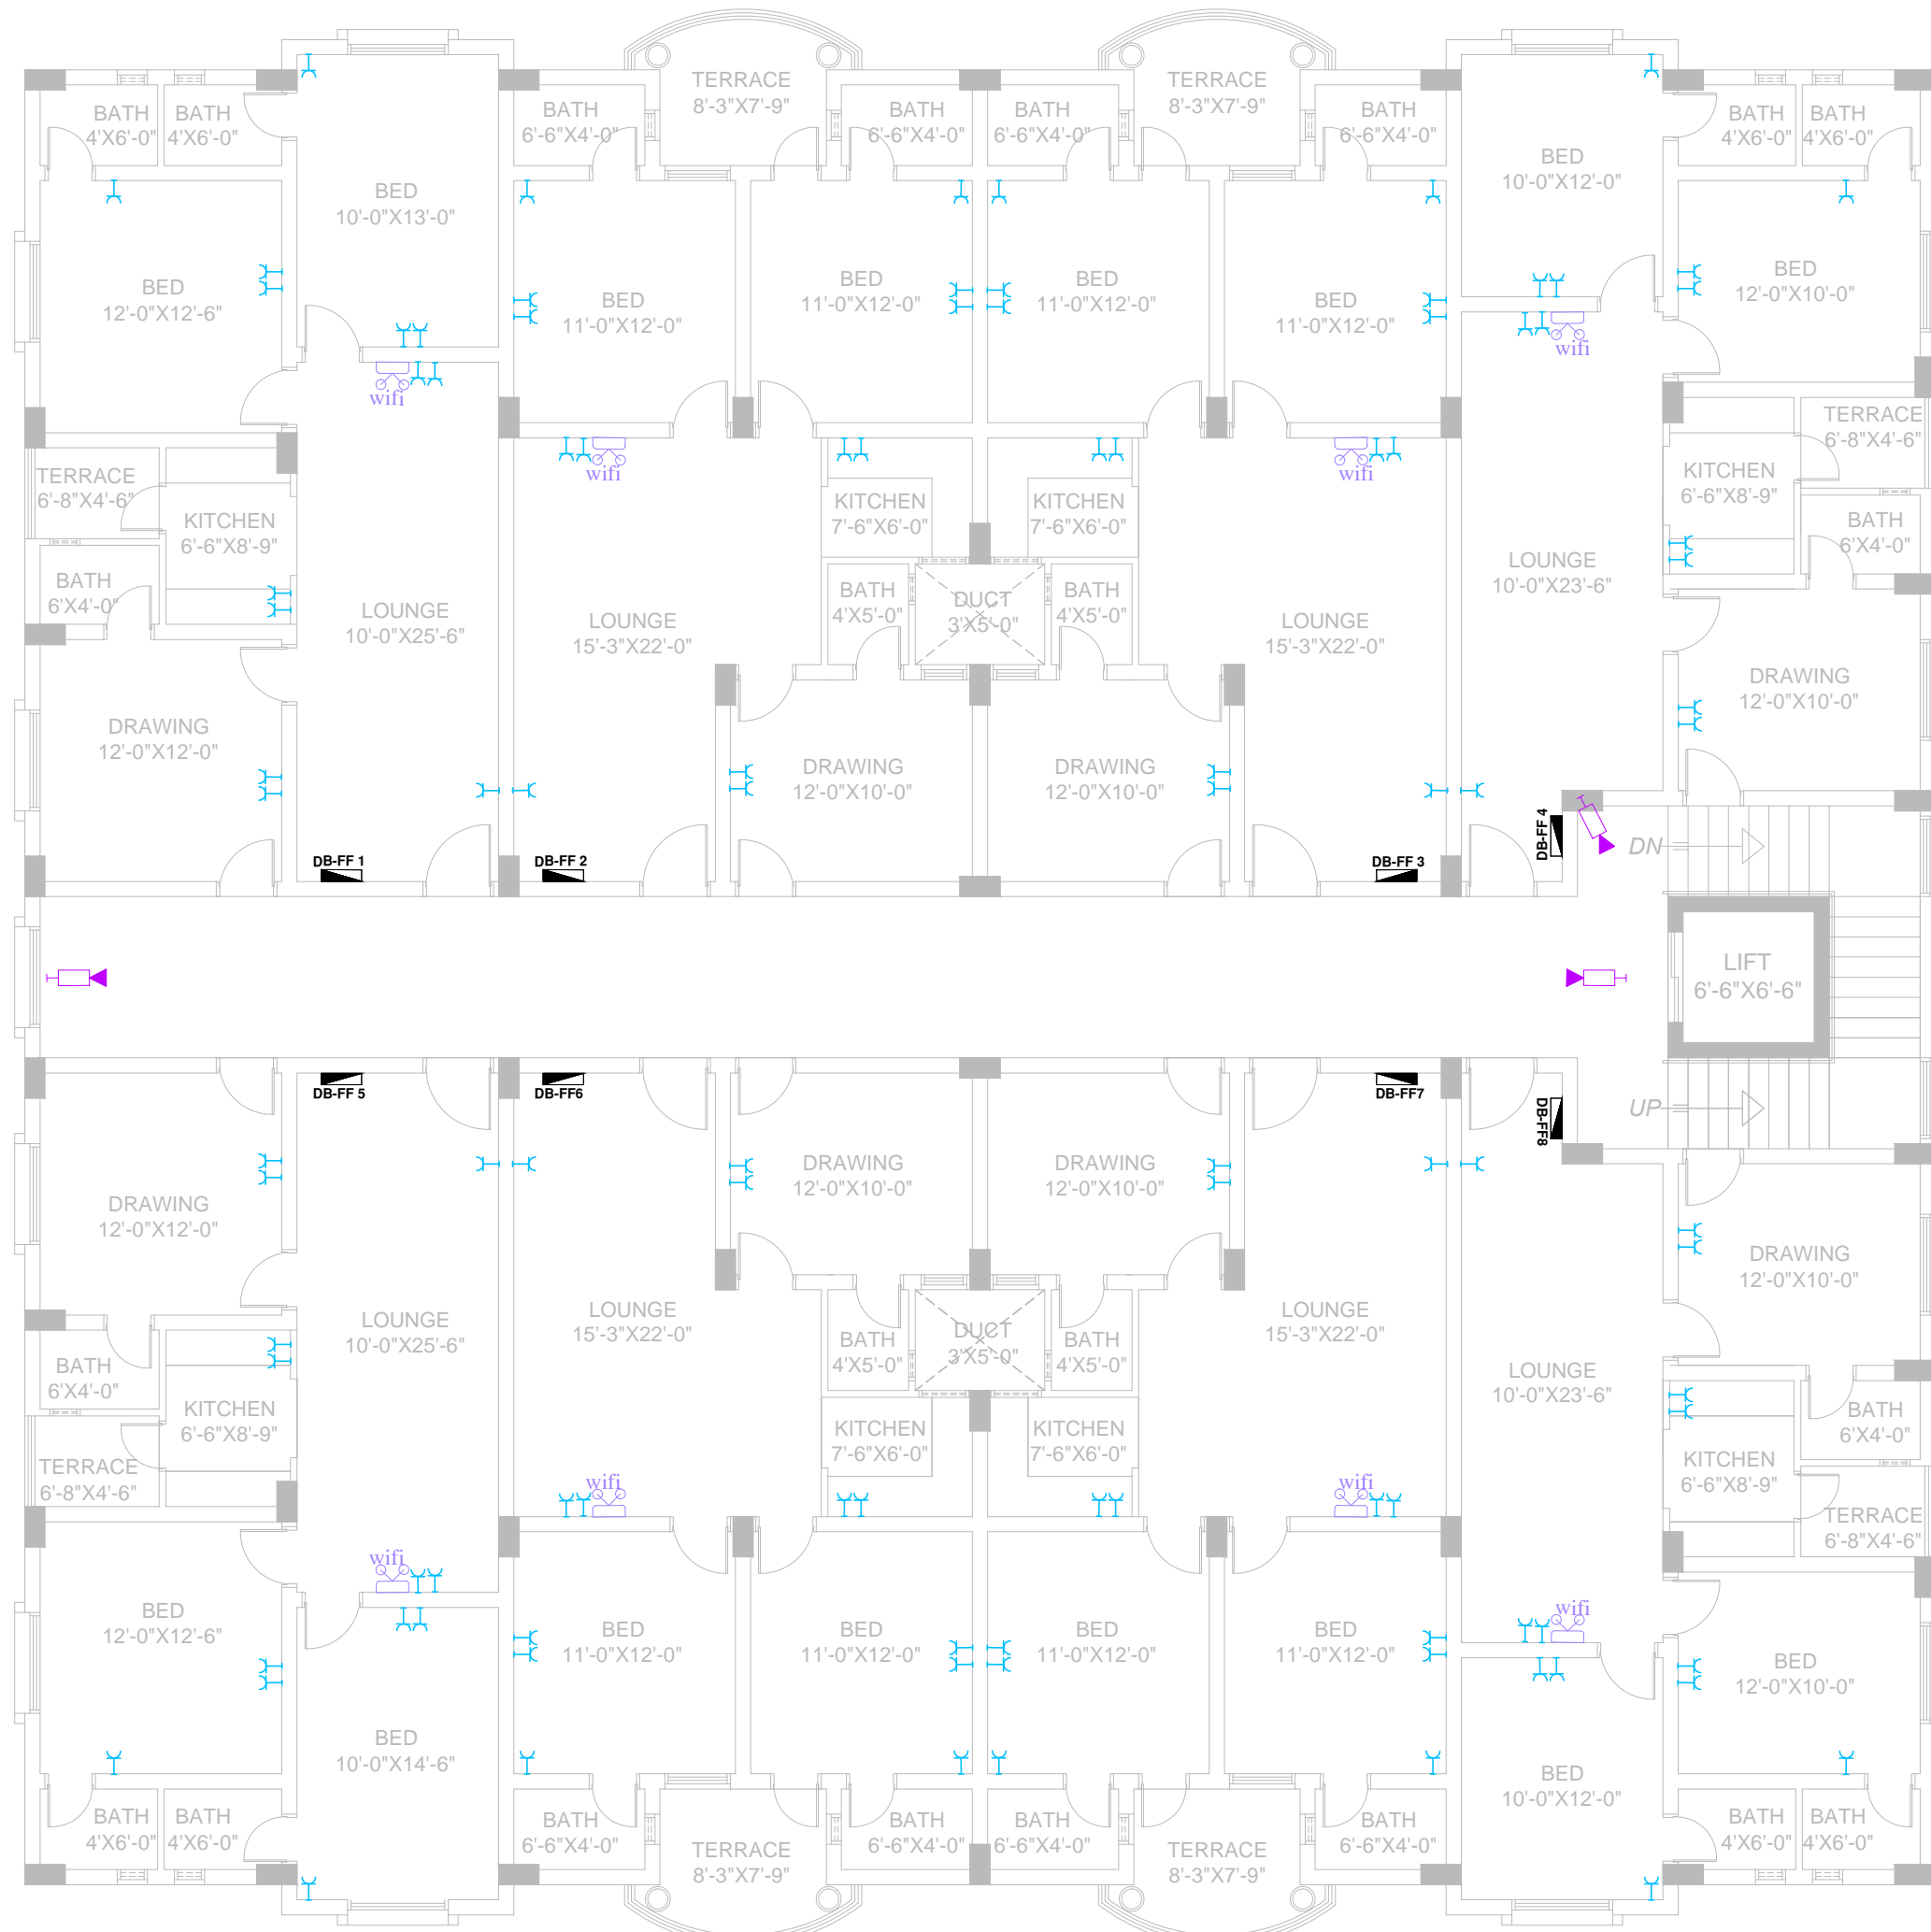 TERRACE
8'-3"X7'-9"
TERRACE
8'-3"X7'-9"
BATH
4'X6'-0"
BATH
4'X6'-0"
BATH
6'-6"X4'-0"
BATH
6'-6"X4'-0"
BATH
6'-6"X4'-0"
BATH
6'-6"X4'-0"
BATH
4'X6'-0"
BATH
4'X6'-0"
BED
10'-0"X13'-0"
BED
10'-0"X12'-0"
BED
12'-0"X12'-6"
BED
11'-0"X12'-0"
BED
11'-0"X12'-0"
BED
11'-0"X12'-0"
BED
11'-0"X12'-0"
BED
12'-0"X10'-0"
wifi
wifi
wifi
wifi
TERRACE
6'-8"X4'-6"
KITCHEN
6'-6"X8'-9"
KITCHEN
7'-6"X6'-0"
KITCHEN
7'-6"X6'-0"
KITCHEN
6'-6"X8'-9"
TERRACE
6'-8"X4'-6"
BATH
6'X4'-0"
BATH
6'X4'-0"
LOUNGE
10'-0"X25'-6"
LOUNGE
15'-3"X22'-0"
BATH
4'X5'-0"
DUCT
3'X5'-0"
BATH
4'X5'-0"
LOUNGE
15'-3"X22'-0"
LOUNGE
10'-0"X23'-6"
DRAWING
12'-0"X12'-0"
DRAWING
12'-0"X10'-0"
DRAWING
12'-0"X10'-0"
DRAWING
12'-0"X10'-0"
DB-FF 1
DB-FF 2
DB-FF 3
DB-FF 4
DN
LIFT
6'-6"X6'-6"
DB-FF 5
DB-FF6
DB-FF7
DB-FF8
UP
DRAWING
12'-0"X12'-0"
DRAWING
12'-0"X10'-0"
DRAWING
12'-0"X10'-0"
DRAWING
12'-0"X10'-0"
LOUNGE
10'-0"X25'-6"
LOUNGE
15'-3"X22'-0"
BATH
4'X5'-0"
DUCT
3'X5'-0"
BATH
4'X5'-0"
LOUNGE
15'-3"X22'-0"
LOUNGE
10'-0"X23'-6"
BATH
6'X4'-0"
BATH
6'X4'-0"
KITCHEN
6'-6"X8'-9"
KITCHEN
7'-6"X6'-0"
KITCHEN
7'-6"X6'-0"
KITCHEN
6'-6"X8'-9"
TERRACE
6'-8"X4'-6"
TERRACE
6'-8"X4'-6"
wifi
wifi
wifi
wifi
BED
12'-0"X12'-6"
BED
11'-0"X12'-0"
BED
11'-0"X12'-0"
BED
11'-0"X12'-0"
BED
11'-0"X12'-0"
BED
12'-0"X10'-0"
BED
10'-0"X14'-6"
BED
10'-0"X12'-0"
BATH
4'X6'-0"
BATH
4'X6'-0"
BATH
6'-6"X4'-0"
BATH
6'-6"X4'-0"
BATH
6'-6"X4'-0"
BATH
6'-6"X4'-0"
BATH
4'X6'-0"
BATH
4'X6'-0"
TERRACE
8'-3"X7'-9"
TERRACE
8'-3"X7'-9"